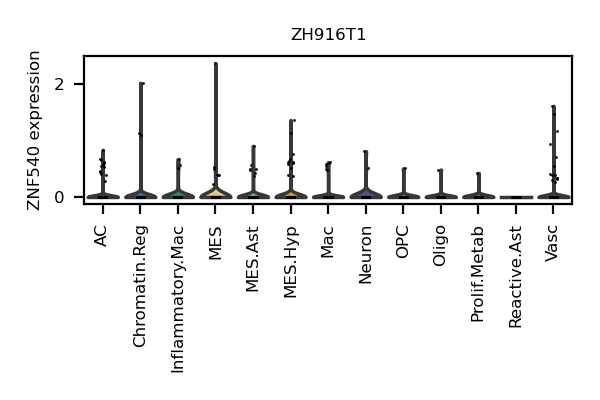 ZH916T1
ZNF540 expression
2
0
AC
Chromatin.Reg
Inflammatory.Mac
MES
MES.Ast
MES.Hyp
Mac
Neuron
OPC
Oligo
Prolif.Metab
Reactive.Ast
Vasc